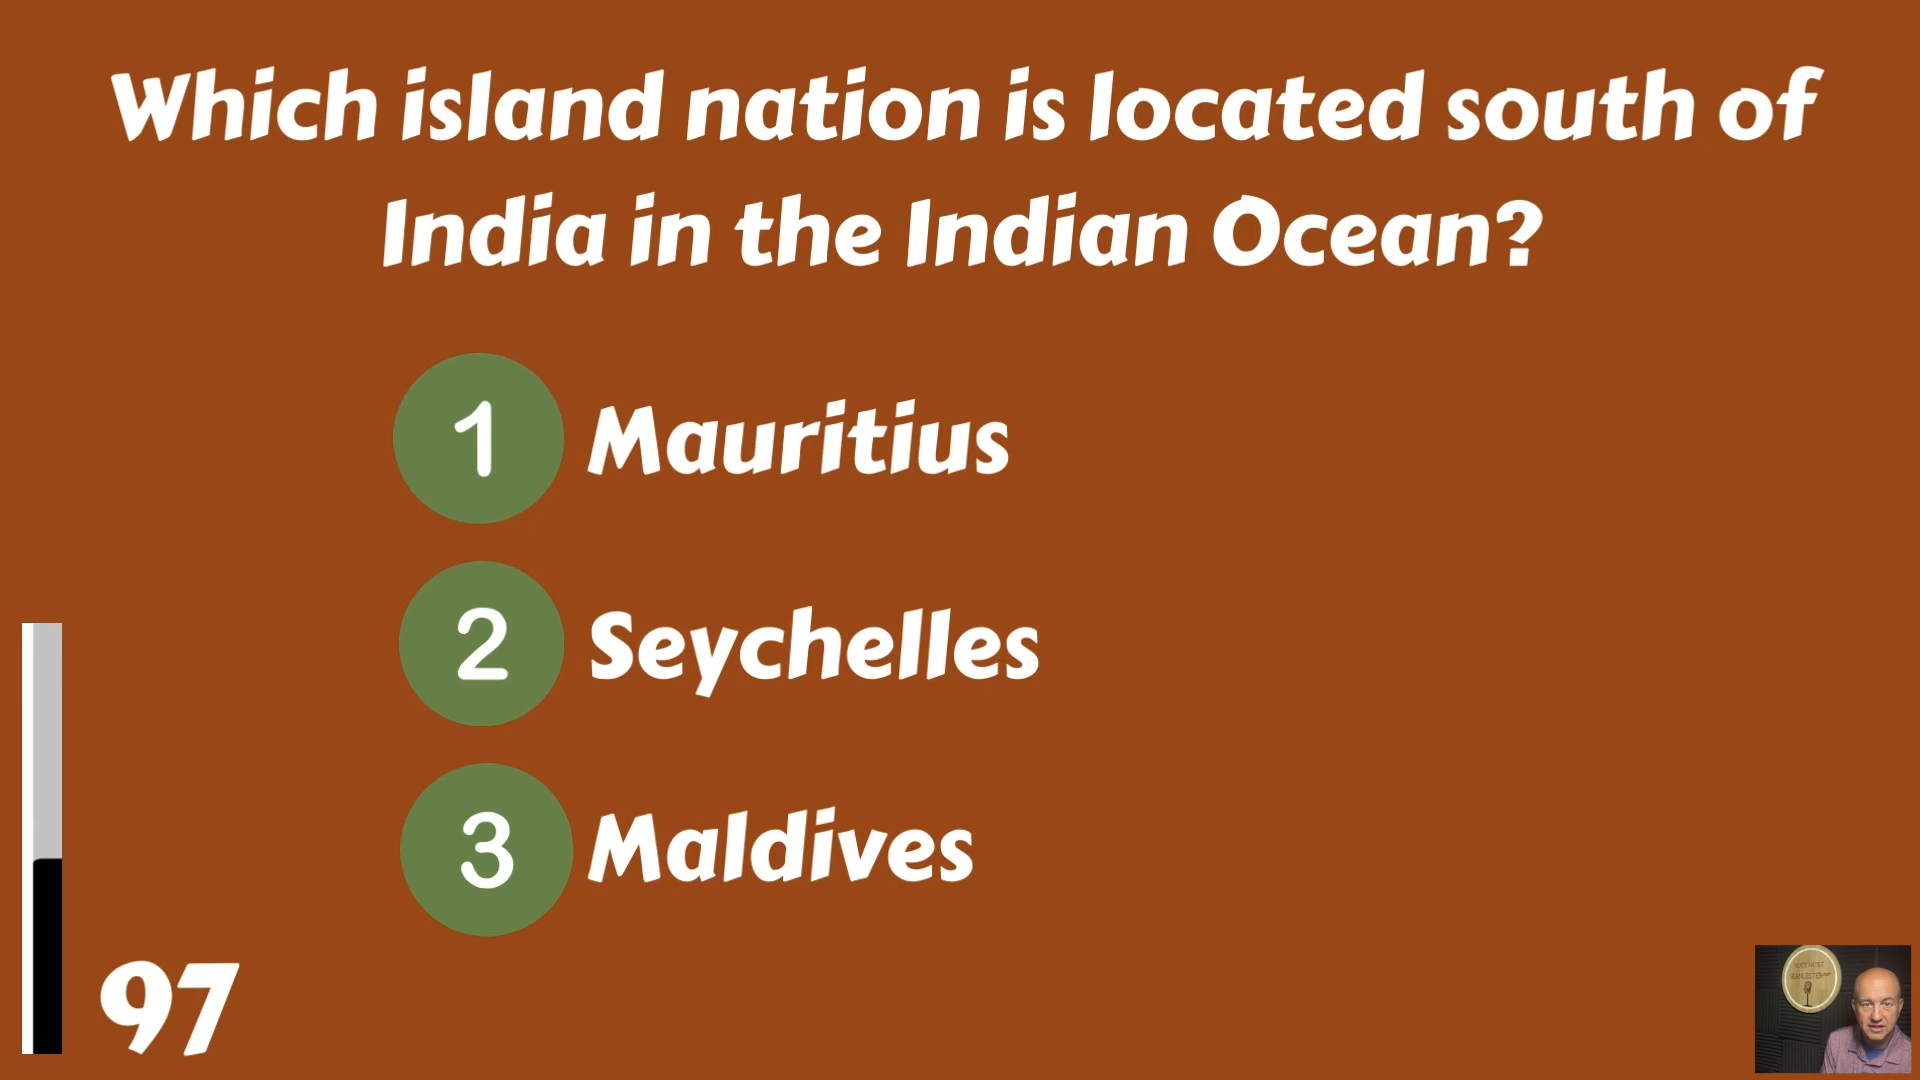 Which island nation is located south of
India in the Indian Ocean?
1 Mauritius
2 Seychelles
3 Maldives
97